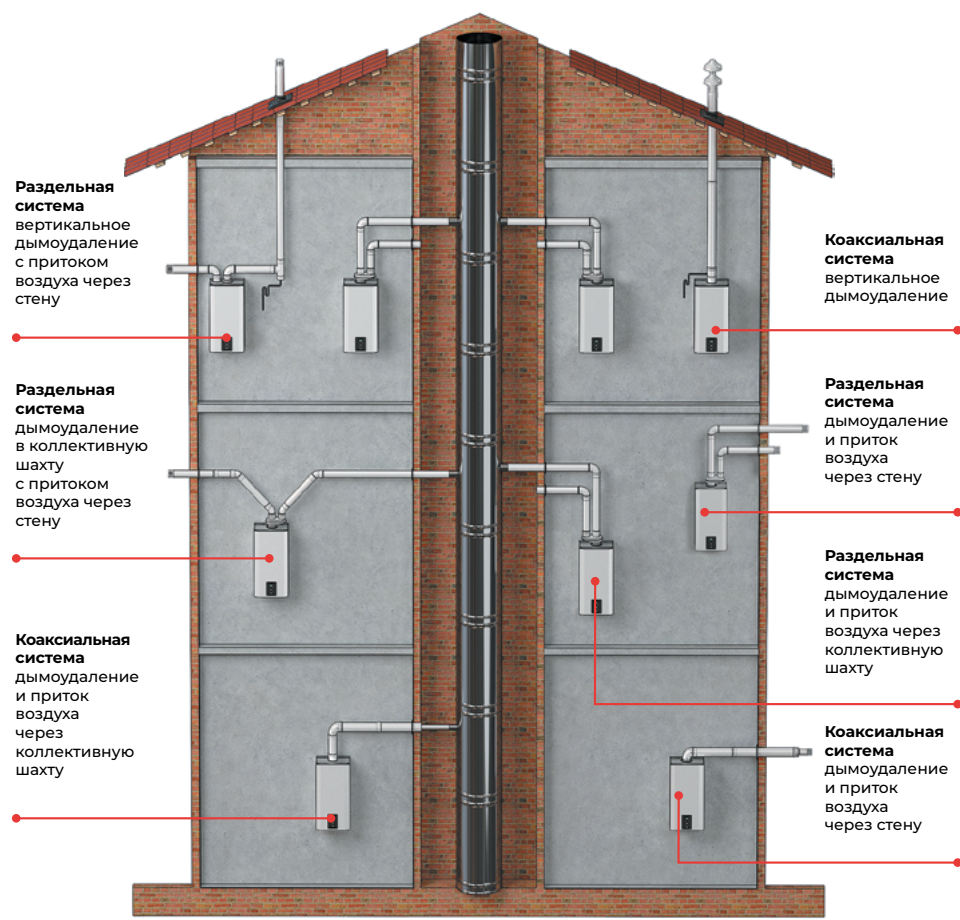 Раздельная
система
вертикальное
дымоудаление
с притоком
воздуха через
стену
Раздельная
система
дымоудаление
в коллективную
шахту
с притоком
воздуха через
стену
Коаксиальная
система
дымоудаление
и приток
воздуха
через
коллективную
шахту
Коаксиальная
система
вертикальное
дымоудаление
Раздельная
система
дымоудаление
и приток
воздуха
через стену
Раздельная
система
дымоудаление
и приток
воздуха через
коллективную
шахту
Коаксиальная
система
дымоудаление
и приток
воздуха
через стену